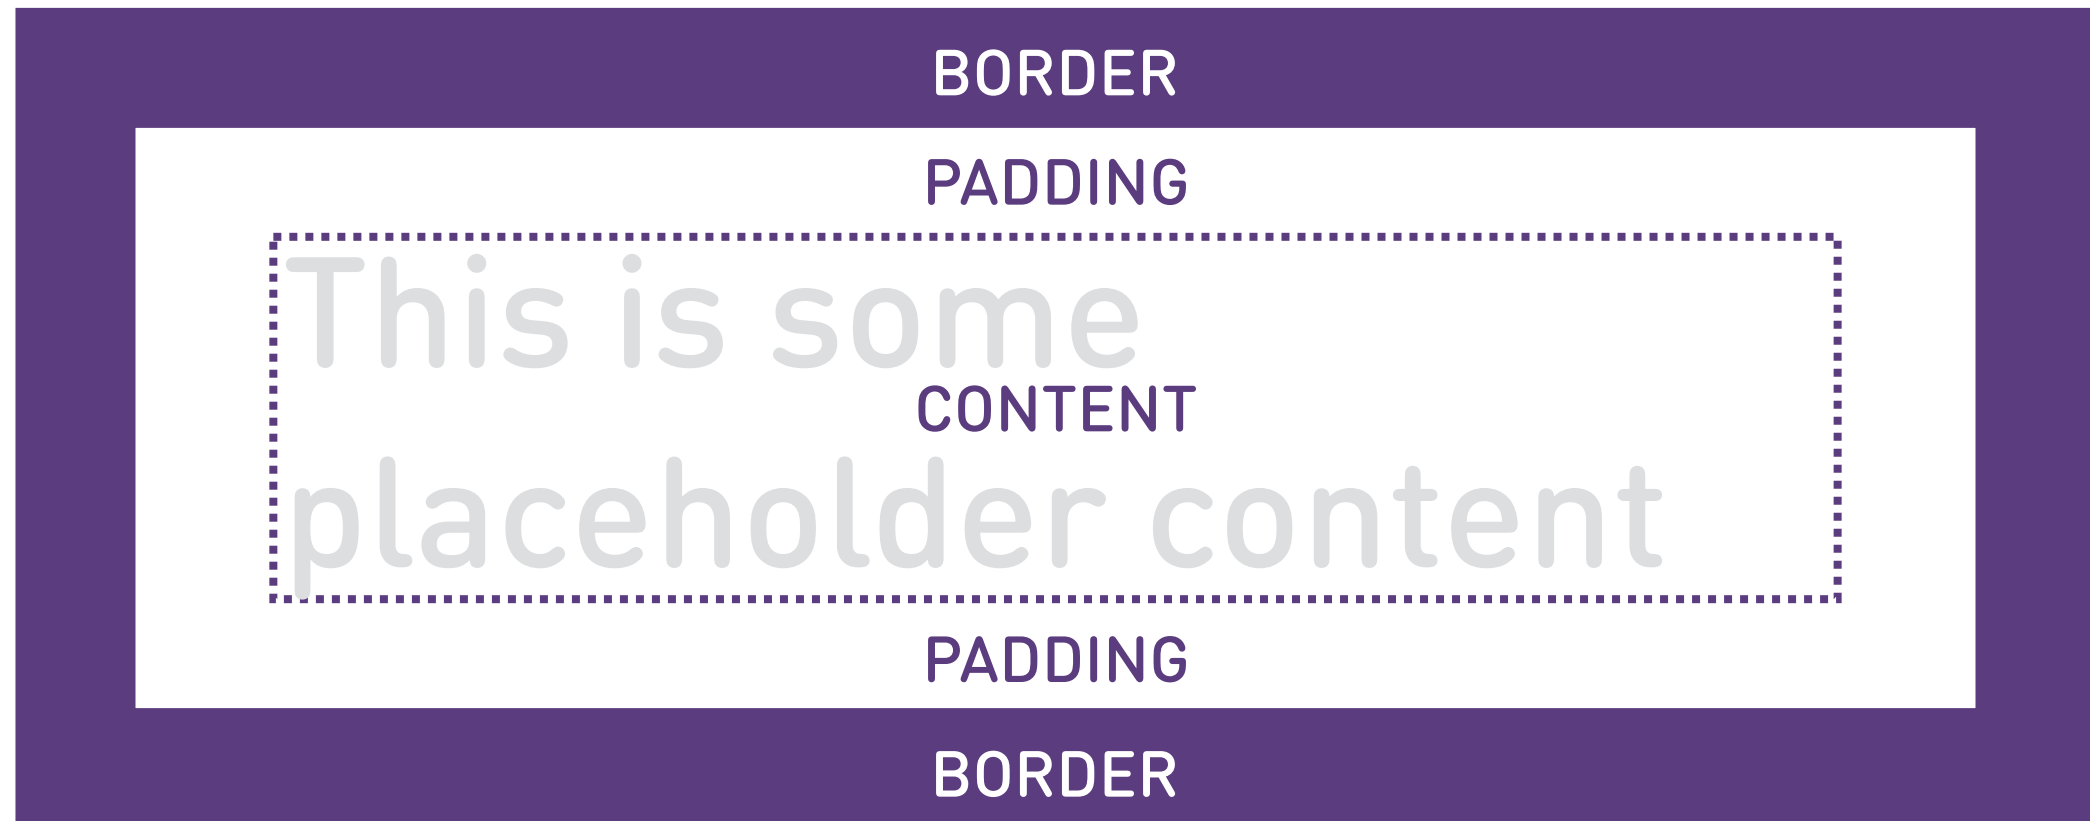 BORDER
PADDING
This is some
CONTENT
placeholder content
PADDING
BORDER